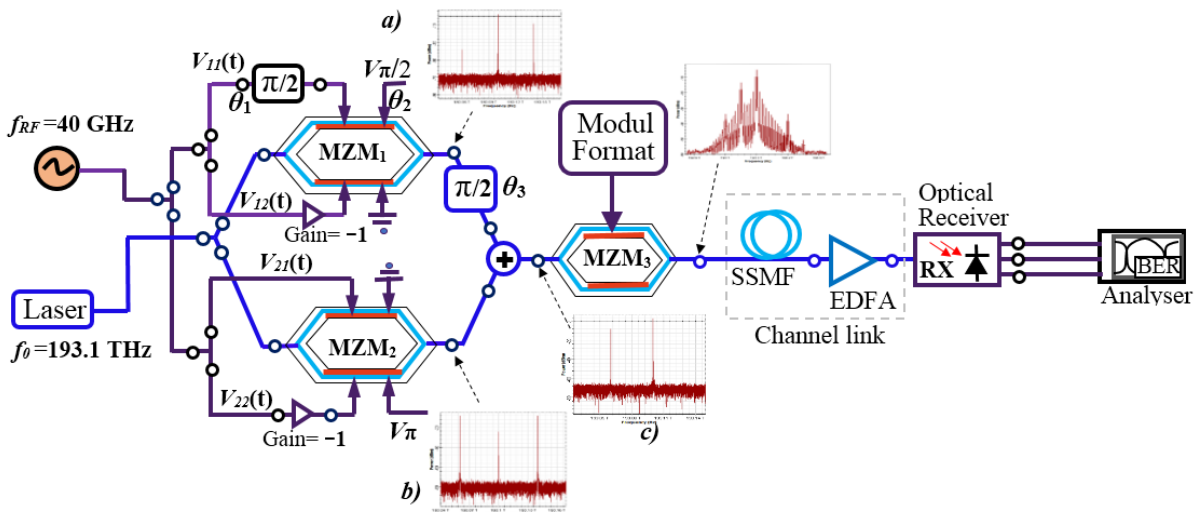 a)
V11(t)
π/2
θ1
Vπ/2
θ2
fRF=40 GHz
MZM1
Modul
Format
π/2
θ3
V12(t)
Gain= −1
Optical
Receiver
V21(t)
MZM3
SSMF
RX
BER
Laser
EDFA
Analyser
f0=193.1 THz
MZM2
Channel link
V22(t)
Gain= −1
Vπ
c)
b)